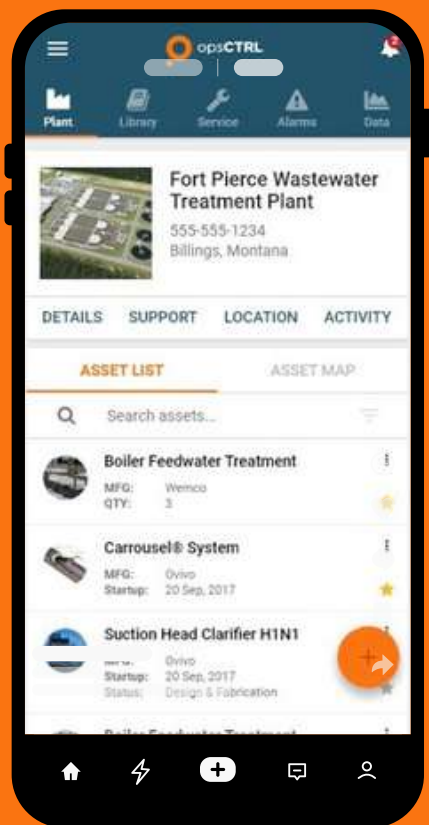 2
opsCTRL
Plant
Library
Service
Alarms
Data
Fort Pierce Wastewater
Treatment Plant
555-555-1234
Billings, Montana
DETAILS SUPPORT LOCATION ACTIVITY
ASSET LIST ASSET MAP
Search assets...
Boiler Feedwater Treatment
MFG: Wemco
QTY: 3
Carrousel® System
MFG: Ovivo
Startup: 20 Sep, 2017
Suction Head Clarifier H1N1
Ovivo
Startup: 20 Sep, 2017
Status: Design & Fabrication